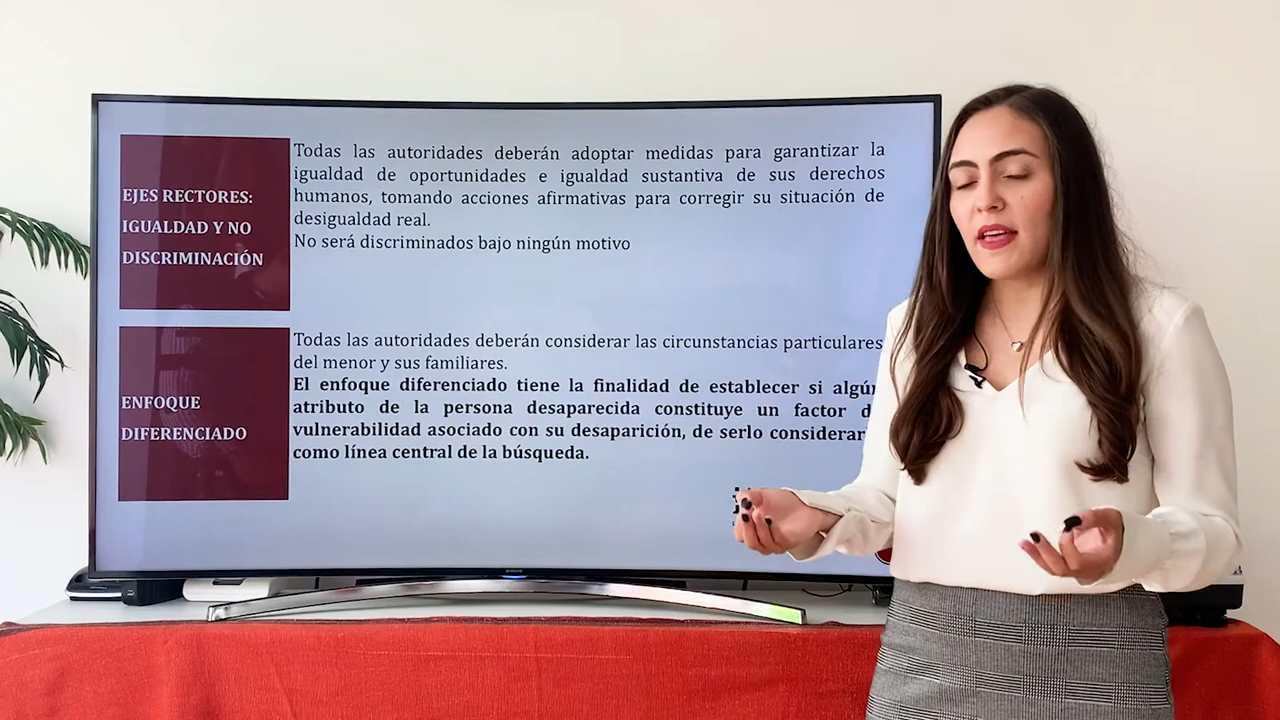 EJES RECTORES:
IGUALDAD Y NO
DISCRIMINACIÓN
Todas las autoridades deberán adoptar medidas para garantizar la
igualdad de oportunidades e igualdad sustantiva de sus derechos
humanos, tomando acciones afirmativas para corregir su situación de
desigualdad real.
No será discriminados bajo ningún motivo
ENFOQUE
DIFERENCIADO
Todas las autoridades deberán considerar las circunstancias particulares
del menor y sus familiares.
El enfoque diferenciado tiene la finalidad de establecer si algún
atributo de la persona desaparecida constituye un factor
vulnerabilidad asociado con su desaparición, de serlo
como línea central de la búsqueda.